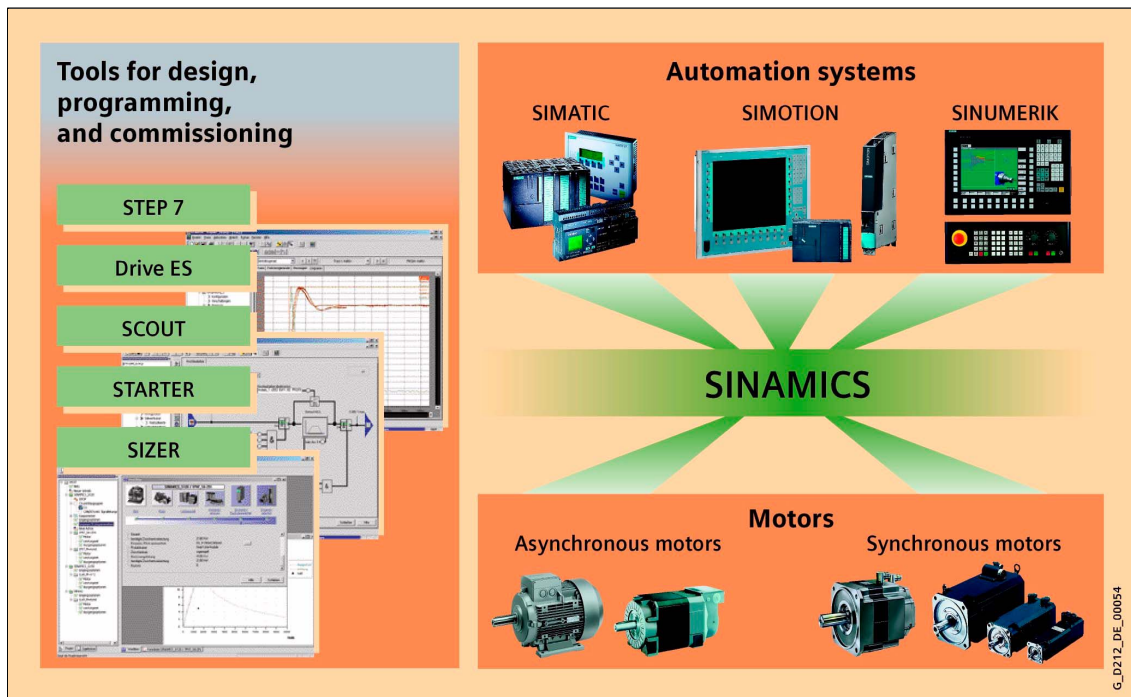 Tools for design,
programming,
and commissioning
STEP 7
Drive ES
SCOUT
STARTER
SIZER
Automation systems
SIMATIC
SIMOTION
SINUMERIK
SINAMICS
Motors
Asynchronous motors
Synchronous motors
G_D212_DE_00054